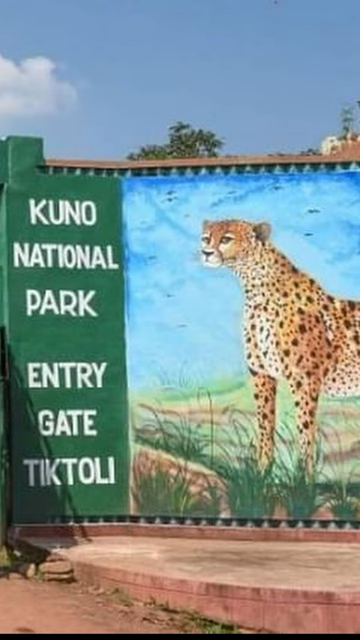 KUNO
NATIONAL
PARK
ENTRY
GATE
TIKTOLI